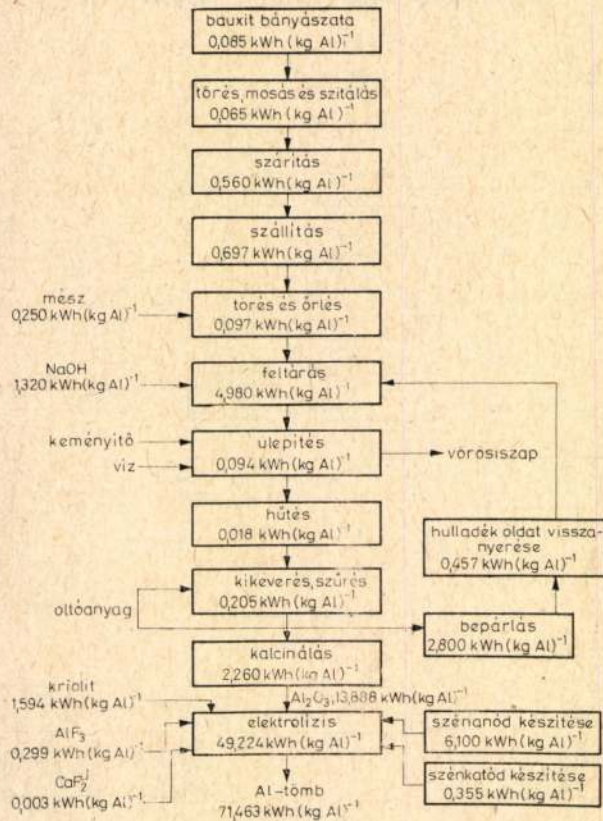 bauxit bányászata
0,085 kWh(kg Al)⁻¹
törés, mosás és szitálás
0,065 kWh(kg Al)⁻¹
szárítás
0,560 kWh(kg Al)⁻¹
szállítás
0,697 kWh(kg Al)⁻¹
mész
0,250 kWh(kg Al)⁻¹
törés és őrlés
0,097 kWh(kg Al)⁻¹
NaOH
1,320 kWh(kg Al)⁻¹
feltárás
4,980 kWh(kg Al)⁻¹
keményítő
víz
ülepítés
0,094 kWh(kg Al)⁻¹
vörösiszap
hűtés
0,018 kWh(kg Al)⁻¹
hulladék oldat vissza-
nyerése
0,457 kWh(kg Al)⁻¹
kikeverés, szűrés
0,205 kWh(kg Al)⁻¹
oltóanyag
bepárlás
2,800 kWh(kg Al)⁻¹
kalcinálás
2,260 kWh(kg Al)⁻¹
kriolit
1,594 kWh(kg Al)⁻¹
Al₂O₃, 13,888 kWh(kg Al)⁻¹
AlF₃
0,299 kWh(kg Al)⁻¹
elektrolízis
49,224 kWh(kg Al)⁻¹
szénanód készítése
6,100 kWh(kg Al)⁻¹
CaF₂
0,003 kWh(kg Al)⁻¹
szénkatód készítése
0,355 kWh(kg Al)⁻¹
Al-tömb
71,463 kWh(kg Al)⁻¹